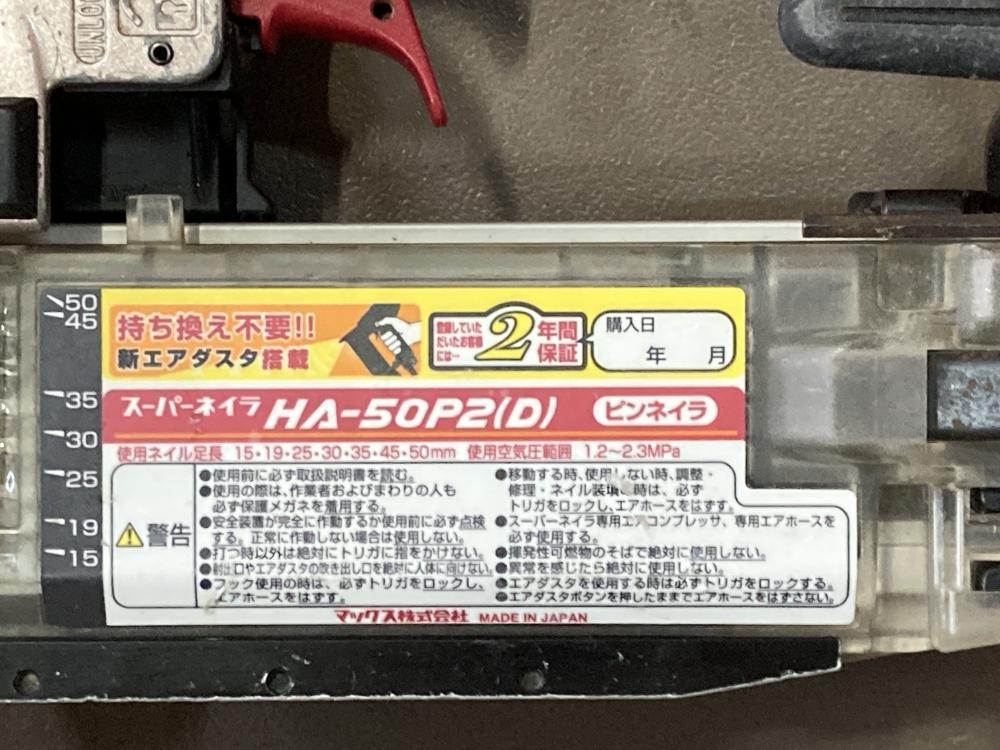 UNLOCK
50
45
35
30
25
19
15
持ち換え不要!!
新エアダスタ搭載
登録していた
だいたお客様
には…
2年間
保証
購入日
年 月
スーパーネイラ HA-50P2(D) ピンネイラ
使用ネイル足長 15・19・25・30・35・45・50mm 使用空気圧範囲 1.2~2.3MPa
警告
●使用前に必ず取扱説明書を読む。
●使用の際は、作業者およびまわりの人も
必ず保護メガネを着用する。
●安全装置が完全に作動するか使用前に必ず点検
する。正常に作動しない場合は使用しない。
●打つ時以外は絶対にトリガに指をかけない。
●射出口やエアダスタの吹き出し口を絶対に人体に向けない。
●フック使用の時は、必ずトリガをロックし、
エアホースをはずす。
●移動する時、使用しない時、調整・
修理・ネイル装填の時は、必ず
トリガをロックし、エアホースをはずす。
●スーパーネイラ専用エアコンプレッサ、専用エアホースを
必ず使用する。
●揮発性可燃物のそばで絶対に使用しない。
●異常を感じたら絶対に使用しない。
●エアダスタを使用する時は必ずトリガをロックする。
●エアダスタボタンを押したままでエアホースをはずさない。
マックス株式会社 MADE IN JAPAN